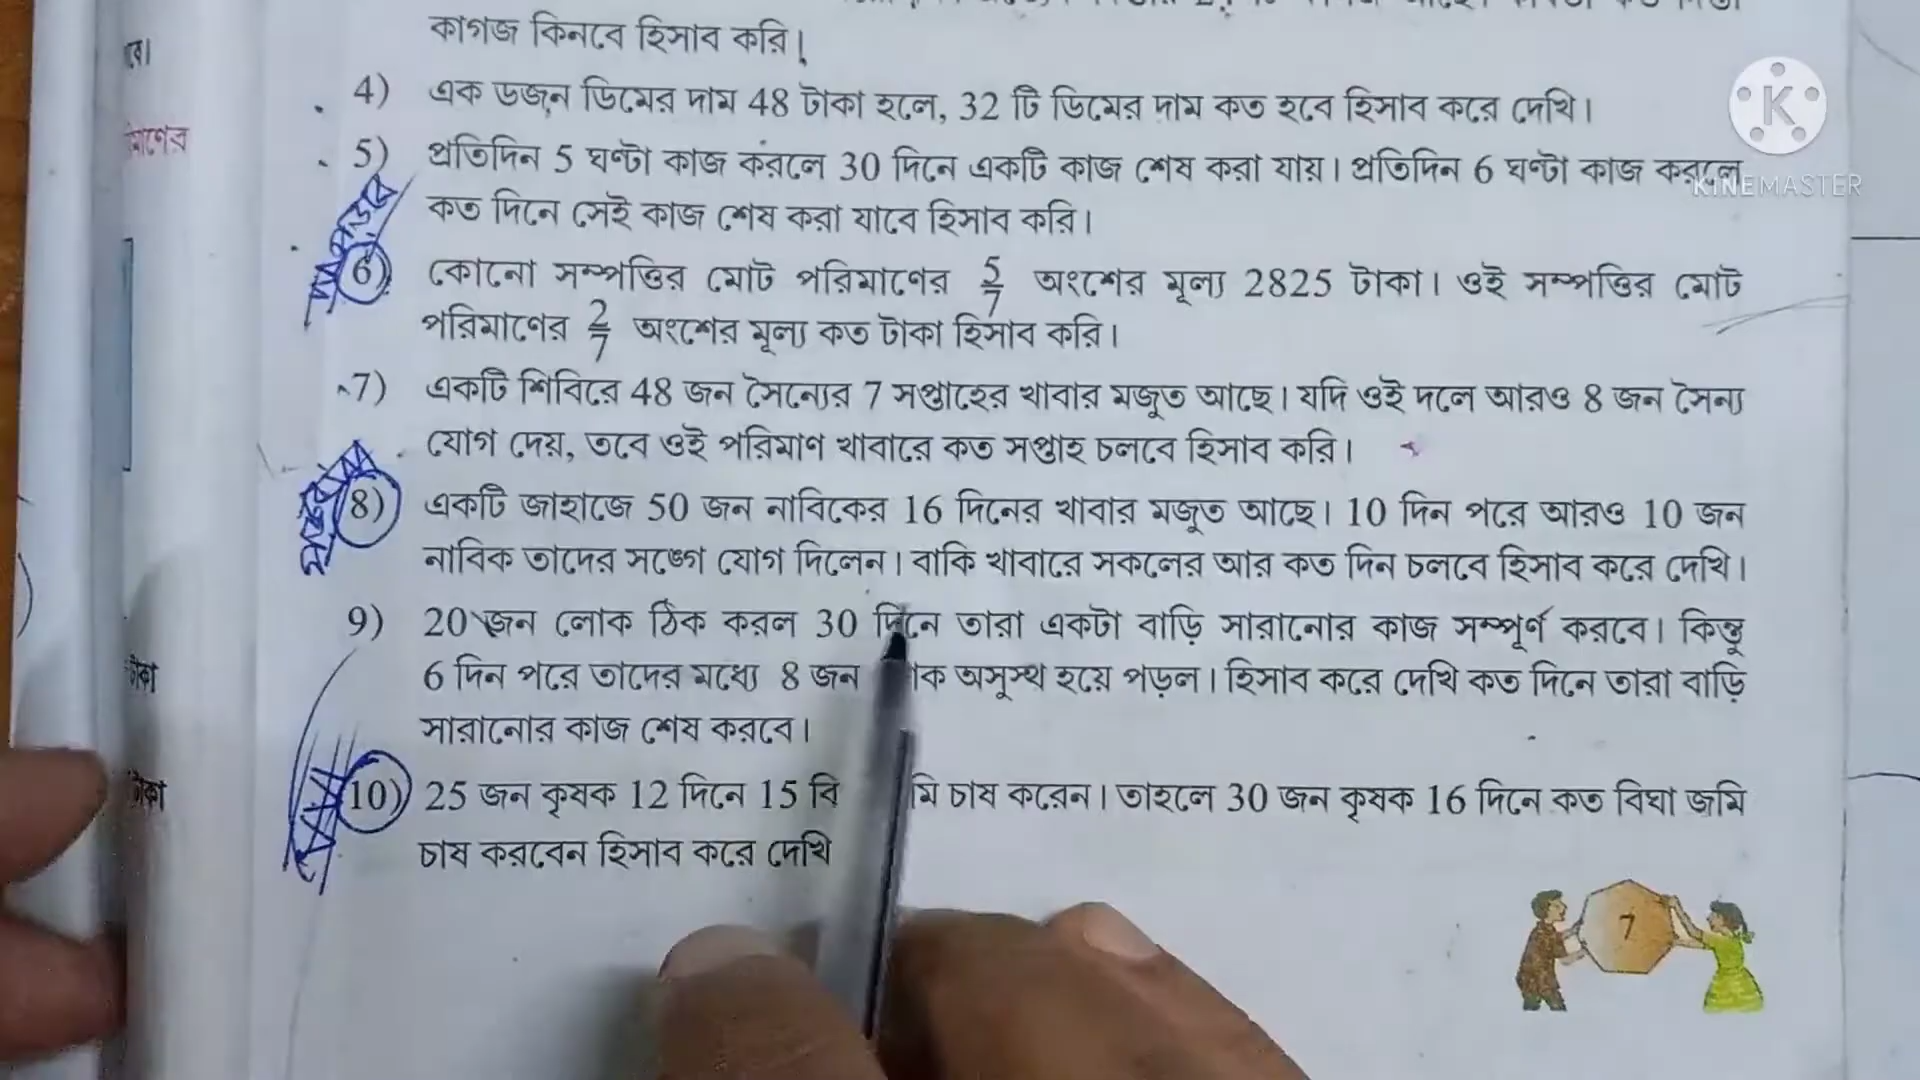 কাগজ কিনবে হিসাব করি।
4) এক ডজন ডিমের দাম 48 টাকা হলে, 32 টি ডিমের দাম কত হবে হিসাব করে দেখি।
5) প্রতিদিন 5 ঘণ্টা কাজ করলে 30 দিনে একটি কাজ শেষ করা যায়। প্রতিদিন 6 ঘণ্টা কাজ করলে
কত দিনে সেই কাজ শেষ করা যাবে হিসাব করি।
6) কোনো সম্পত্তির মোট পরিমাণের 5/7 অংশের মূল্য 2825 টাকা। ওই সম্পত্তির মোট
পরিমাণের 2/7 অংশের মূল্য কত টাকা হিসাব করি।
7) একটি শিবিরে 48 জন সৈন্যের 7 সপ্তাহের খাবার মজুত আছে। যদি ওই দলে আরও 8 জন সৈন্য
যোগ দেয়, তবে ওই পরিমাণ খাবারে কত সপ্তাহ চলবে হিসাব করি।
8) একটি জাহাজে 50 জন নাবিকের 16 দিনের খাবার মজুত আছে। 10 দিন পরে আরও 10 জন
নাবিক তাদের সঙ্গে যোগ দিলেন। বাকি খাবারে সকলের আর কত দিন চলবে হিসাব করে দেখি।
9) 20 জন লোক ঠিক করল 30 দিনে তারা একটা বাড়ি সারানোর কাজ সম্পূর্ণ করবে। কিন্তু
6 দিন পরে তাদের মধ্যে 8 জন অসুস্থ হয়ে পড়ল। হিসাব করে দেখি কত দিনে তারা বাড়ি
সারানোর কাজ শেষ করবে।
10) 25 জন কৃষক 12 দিনে 15 চাষ করেন। তাহলে 30 জন কৃষক 16 দিনে কত বিঘা জমি
চাষ করবেন হিসাব করে দেখি
7
K
KINEMASTER
টাকা